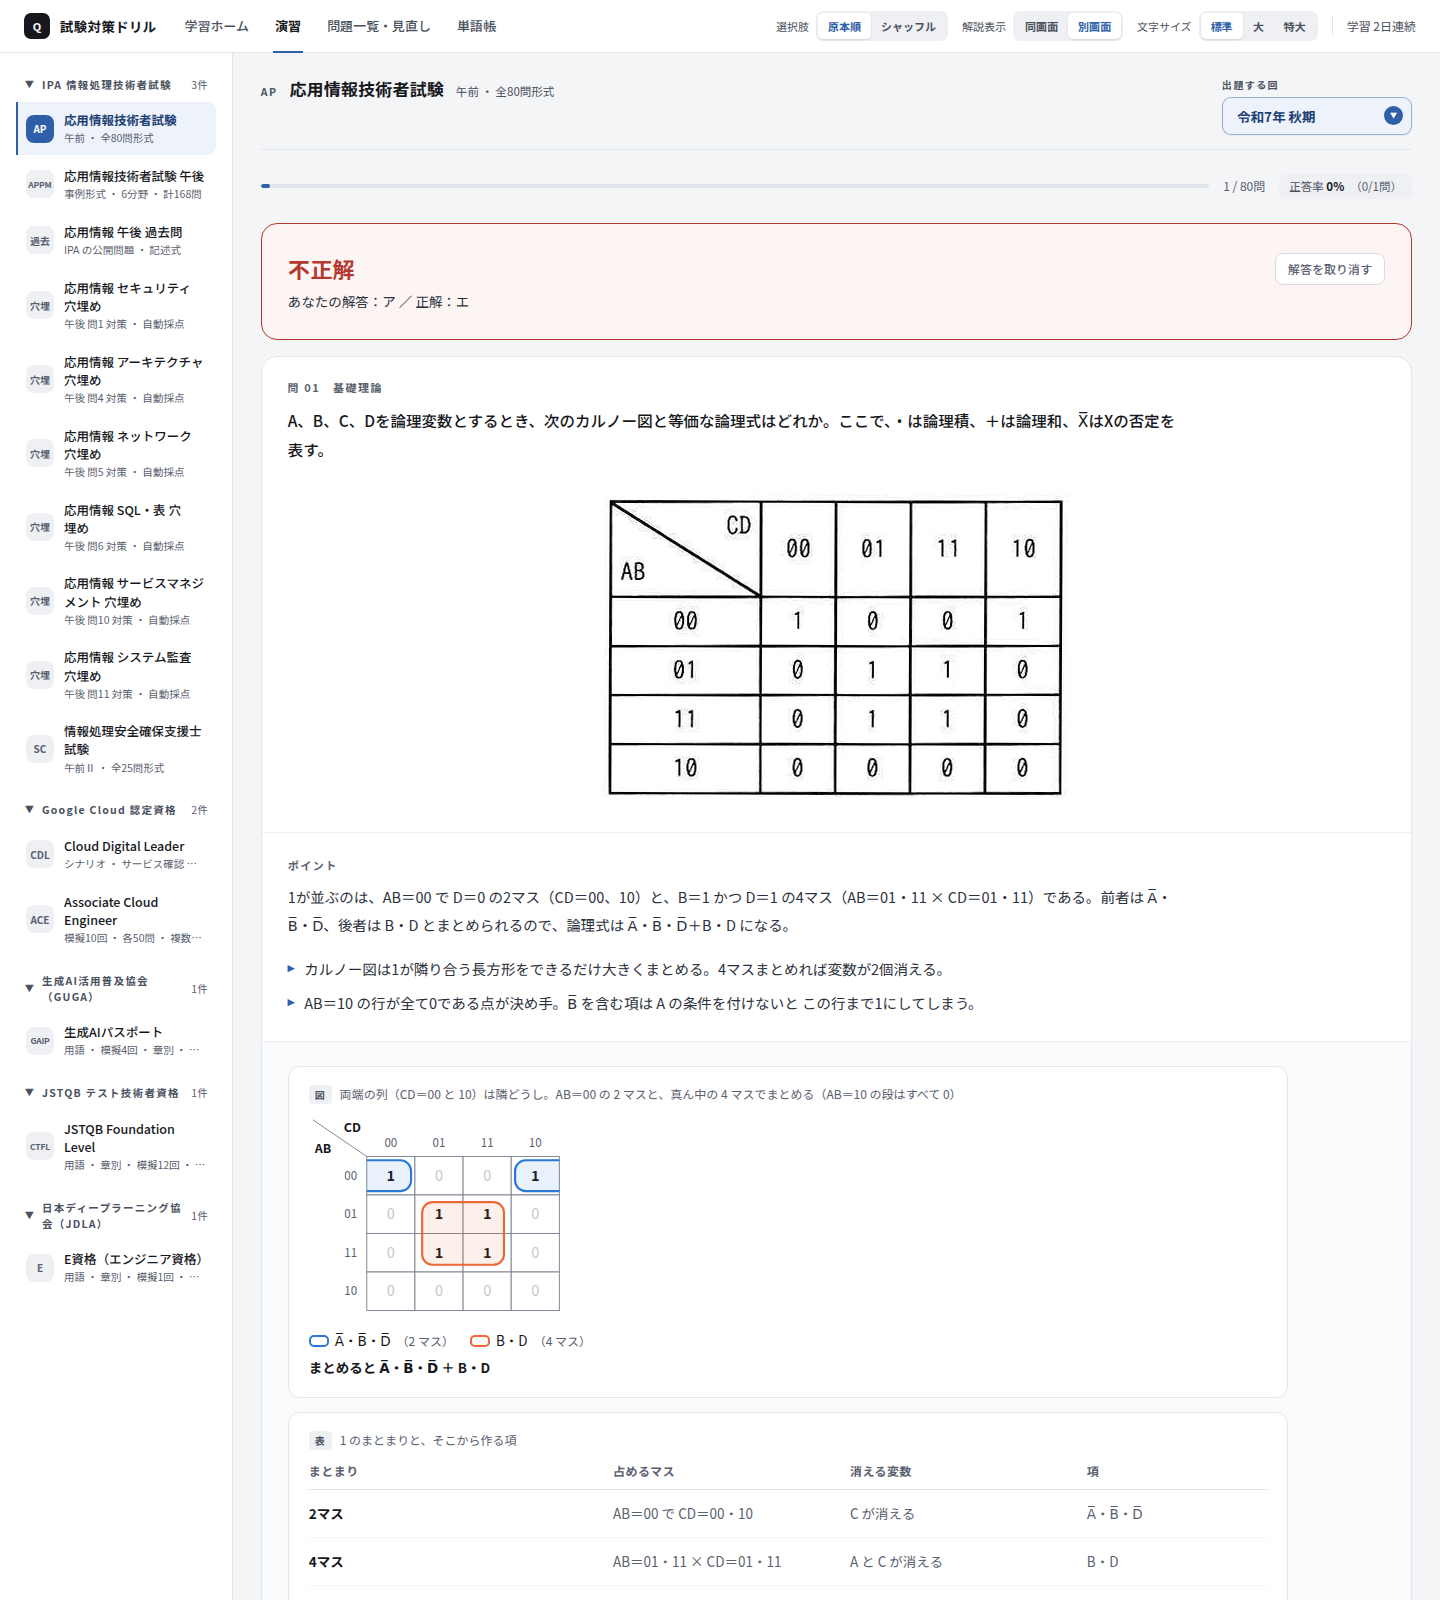 Q 試験対策ドリル 学習ホーム 演習 問題一覧・見直し 単語帳 選択肢 原本順 シャッフル 解説表示 同画面 別画面 文字サイズ 標準 大 特大 学習 2日連続
▼ IPA 情報処理技術者試験 3件
AP 応用情報技術者試験
午前 ・ 全80問形式
APPM 応用情報技術者試験 午後
事例形式 ・ 6分野 ・ 計168問
過去 応用情報 午後 過去問
IPA の公開問題 ・ 記述式
穴埋 応用情報 セキュリティ
穴埋め
午後 問1 対策 ・ 自動採点
穴埋 応用情報 アーキテクチャ
穴埋め
午後 問4 対策 ・ 自動採点
穴埋 応用情報 ネットワーク
穴埋め
午後 問5 対策 ・ 自動採点
穴埋 応用情報 SQL・表 穴
埋め
午後 問6 対策 ・ 自動採点
穴埋 応用情報 サービスマネジ
メント 穴埋め
午後 問10 対策 ・ 自動採点
穴埋 応用情報 システム監査
穴埋め
午後 問11 対策 ・ 自動採点
SC 情報処理安全確保支援士
試験
午前Ⅱ ・ 全25問形式
▼ Google Cloud 認定資格 2件
CDL Cloud Digital Leader
シナリオ ・ サービス確認 …
ACE Associate Cloud
Engineer
模擬10回 ・ 各50問 ・ 複数…
▼ 生成AI活用普及協会
（GUGA） 1件
GAIP 生成AIパスポート
用語 ・ 模擬4回 ・ 章別 ・ …
▼ JSTQB テスト技術者資格 1件
CTFL JSTQB Foundation
Level
用語 ・ 章別 ・ 模擬12回 ・ …
▼ 日本ディープラーニング協
会（JDLA） 1件
E E資格（エンジニア資格）
用語 ・ 章別 ・ 模擬1回 ・ …
AP 応用情報技術者試験 午前 ・ 全80問形式
出題する回
令和7年 秋期 ▼
1 / 80問 正答率 0% （0/1問）
不正解
解答を取り消す
あなたの解答：ア ／ 正解：エ
問 01 基礎理論
A、B、C、Dを論理変数とするとき、次のカルノー図と等価な論理式はどれか。ここで、・は論理積、＋は論理和、X̅はXの否定を
表す。
CD
AB 00 01 11 10
00 1 0 0 1
01 0 1 1 0
11 0 1 1 0
10 0 0 0 0
ポイント
1が並ぶのは、AB＝00 で D＝0 の2マス（CD＝00、10）と、B＝1 かつ D＝1 の4マス（AB＝01・11 × CD＝01・11）である。前者は A̅・
B̅・D̅、後者は B・D とまとめられるので、論理式は A̅・B̅・D̅＋B・D になる。
▶ カルノー図は1が隣り合う長方形をできるだけ大きくまとめる。4マスまとめれば変数が2個消える。
▶ AB＝10 の行が全て0である点が決め手。B̅ を含む項は A の条件を付けないと この行まで1にしてしまう。
図 両端の列（CD＝00 と 10）は隣どうし。AB＝00 の 2 マスと、真ん中の 4 マスでまとめる（AB＝10 の段はすべて 0）
CD
AB 00 01 11 10
00 1 0 0 1
01 0 1 1 0
11 0 1 1 0
10 0 0 0 0
A̅・B̅・D̅ （2 マス） B・D （4 マス）
まとめると A̅・B̅・D̅ ＋ B・D
表 1 のまとまりと、そこから作る項
まとまり 占めるマス 消える変数 項
2マス AB＝00 で CD＝00・10 C が消える A̅・B̅・D̅
4マス AB＝01・11 × CD＝01・11 A と C が消える B・D